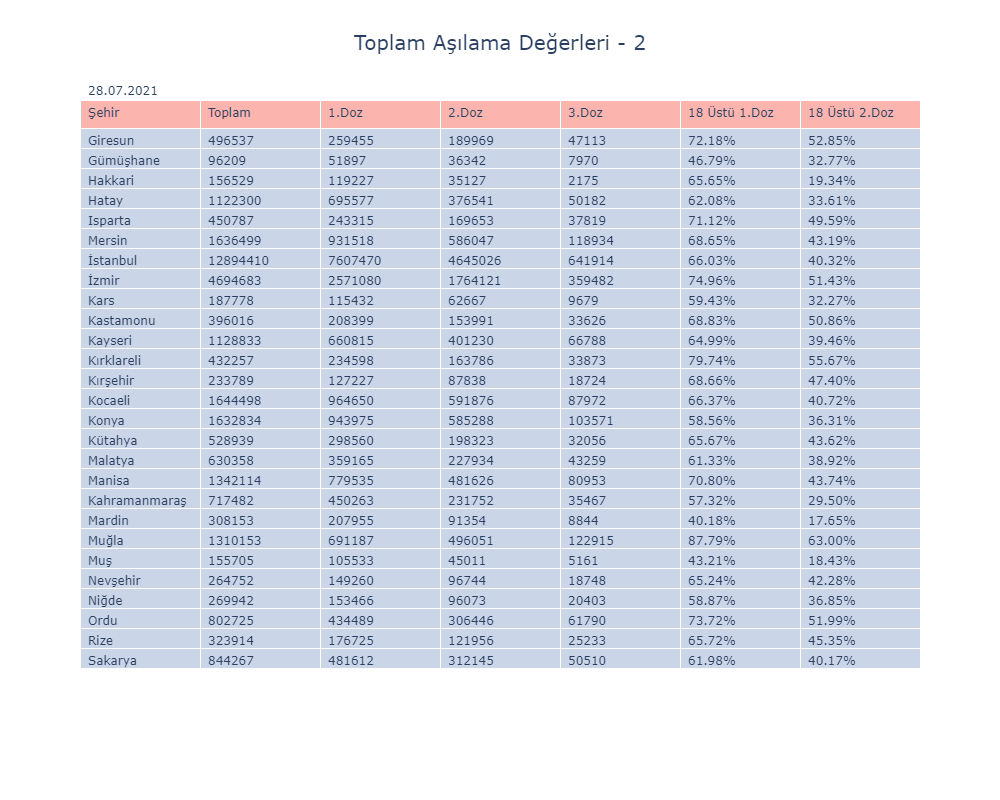 Toplam Aşılama Değerleri - 2
28.07.2021
Şehir Toplam 1.Doz 2.Doz 3.Doz 18 Üstü 1.Doz 18 Üstü 2.Doz
Giresun 496537 259455 189969 47113 72.18% 52.85%
Gümüşhane 96209 51897 36342 7970 46.79% 32.77%
Hakkari 156529 119227 35127 2175 65.65% 19.34%
Hatay 1122300 695577 376541 50182 62.08% 33.61%
Isparta 450787 243315 169653 37819 71.12% 49.59%
Mersin 1636499 931518 586047 118934 68.65% 43.19%
İstanbul 12894410 7607470 4645026 641914 66.03% 40.32%
İzmir 4694683 2571080 1764121 359482 74.96% 51.43%
Kars 187778 115432 62667 9679 59.43% 32.27%
Kastamonu 396016 208399 153991 33626 68.83% 50.86%
Kayseri 1128833 660815 401230 66788 64.99% 39.46%
Kırklareli 432257 234598 163786 33873 79.74% 55.67%
Kırşehir 233789 127227 87838 18724 68.66% 47.40%
Kocaeli 1644498 964650 591876 87972 66.37% 40.72%
Konya 1632834 943975 585288 103571 58.56% 36.31%
Kütahya 528939 298560 198323 32056 65.67% 43.62%
Malatya 630358 359165 227934 43259 61.33% 38.92%
Manisa 1342114 779535 481626 80953 70.80% 43.74%
Kahramanmaraş 717482 450263 231752 35467 57.32% 29.50%
Mardin 308153 207955 91354 8844 40.18% 17.65%
Muğla 1310153 691187 496051 122915 87.79% 63.00%
Muş 155705 105533 45011 5161 43.21% 18.43%
Nevşehir 264752 149260 96744 18748 65.24% 42.28%
Niğde 269942 153466 96073 20403 58.87% 36.85%
Ordu 802725 434489 306446 61790 73.72% 51.99%
Rize 323914 176725 121956 25233 65.72% 45.35%
Sakarya 844267 481612 312145 50510 61.98% 40.17%